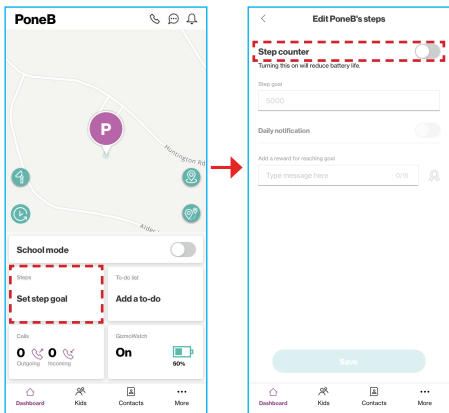 PoneB
P
Huntington Rd
Alder
School mode
Steps
Set step goal
To-do list
Add a to-do
Calls
0 0
Outgoing Incoming
GizmoWatch
On
50%
Dashboard Kids Contacts More
Edit PoneB's steps
Step counter
Turning this on will reduce battery life.
Step goal
5000
Daily notification
Add a reward for reaching goal
Type message here 0/15
Save
Dashboard Kids Contacts More